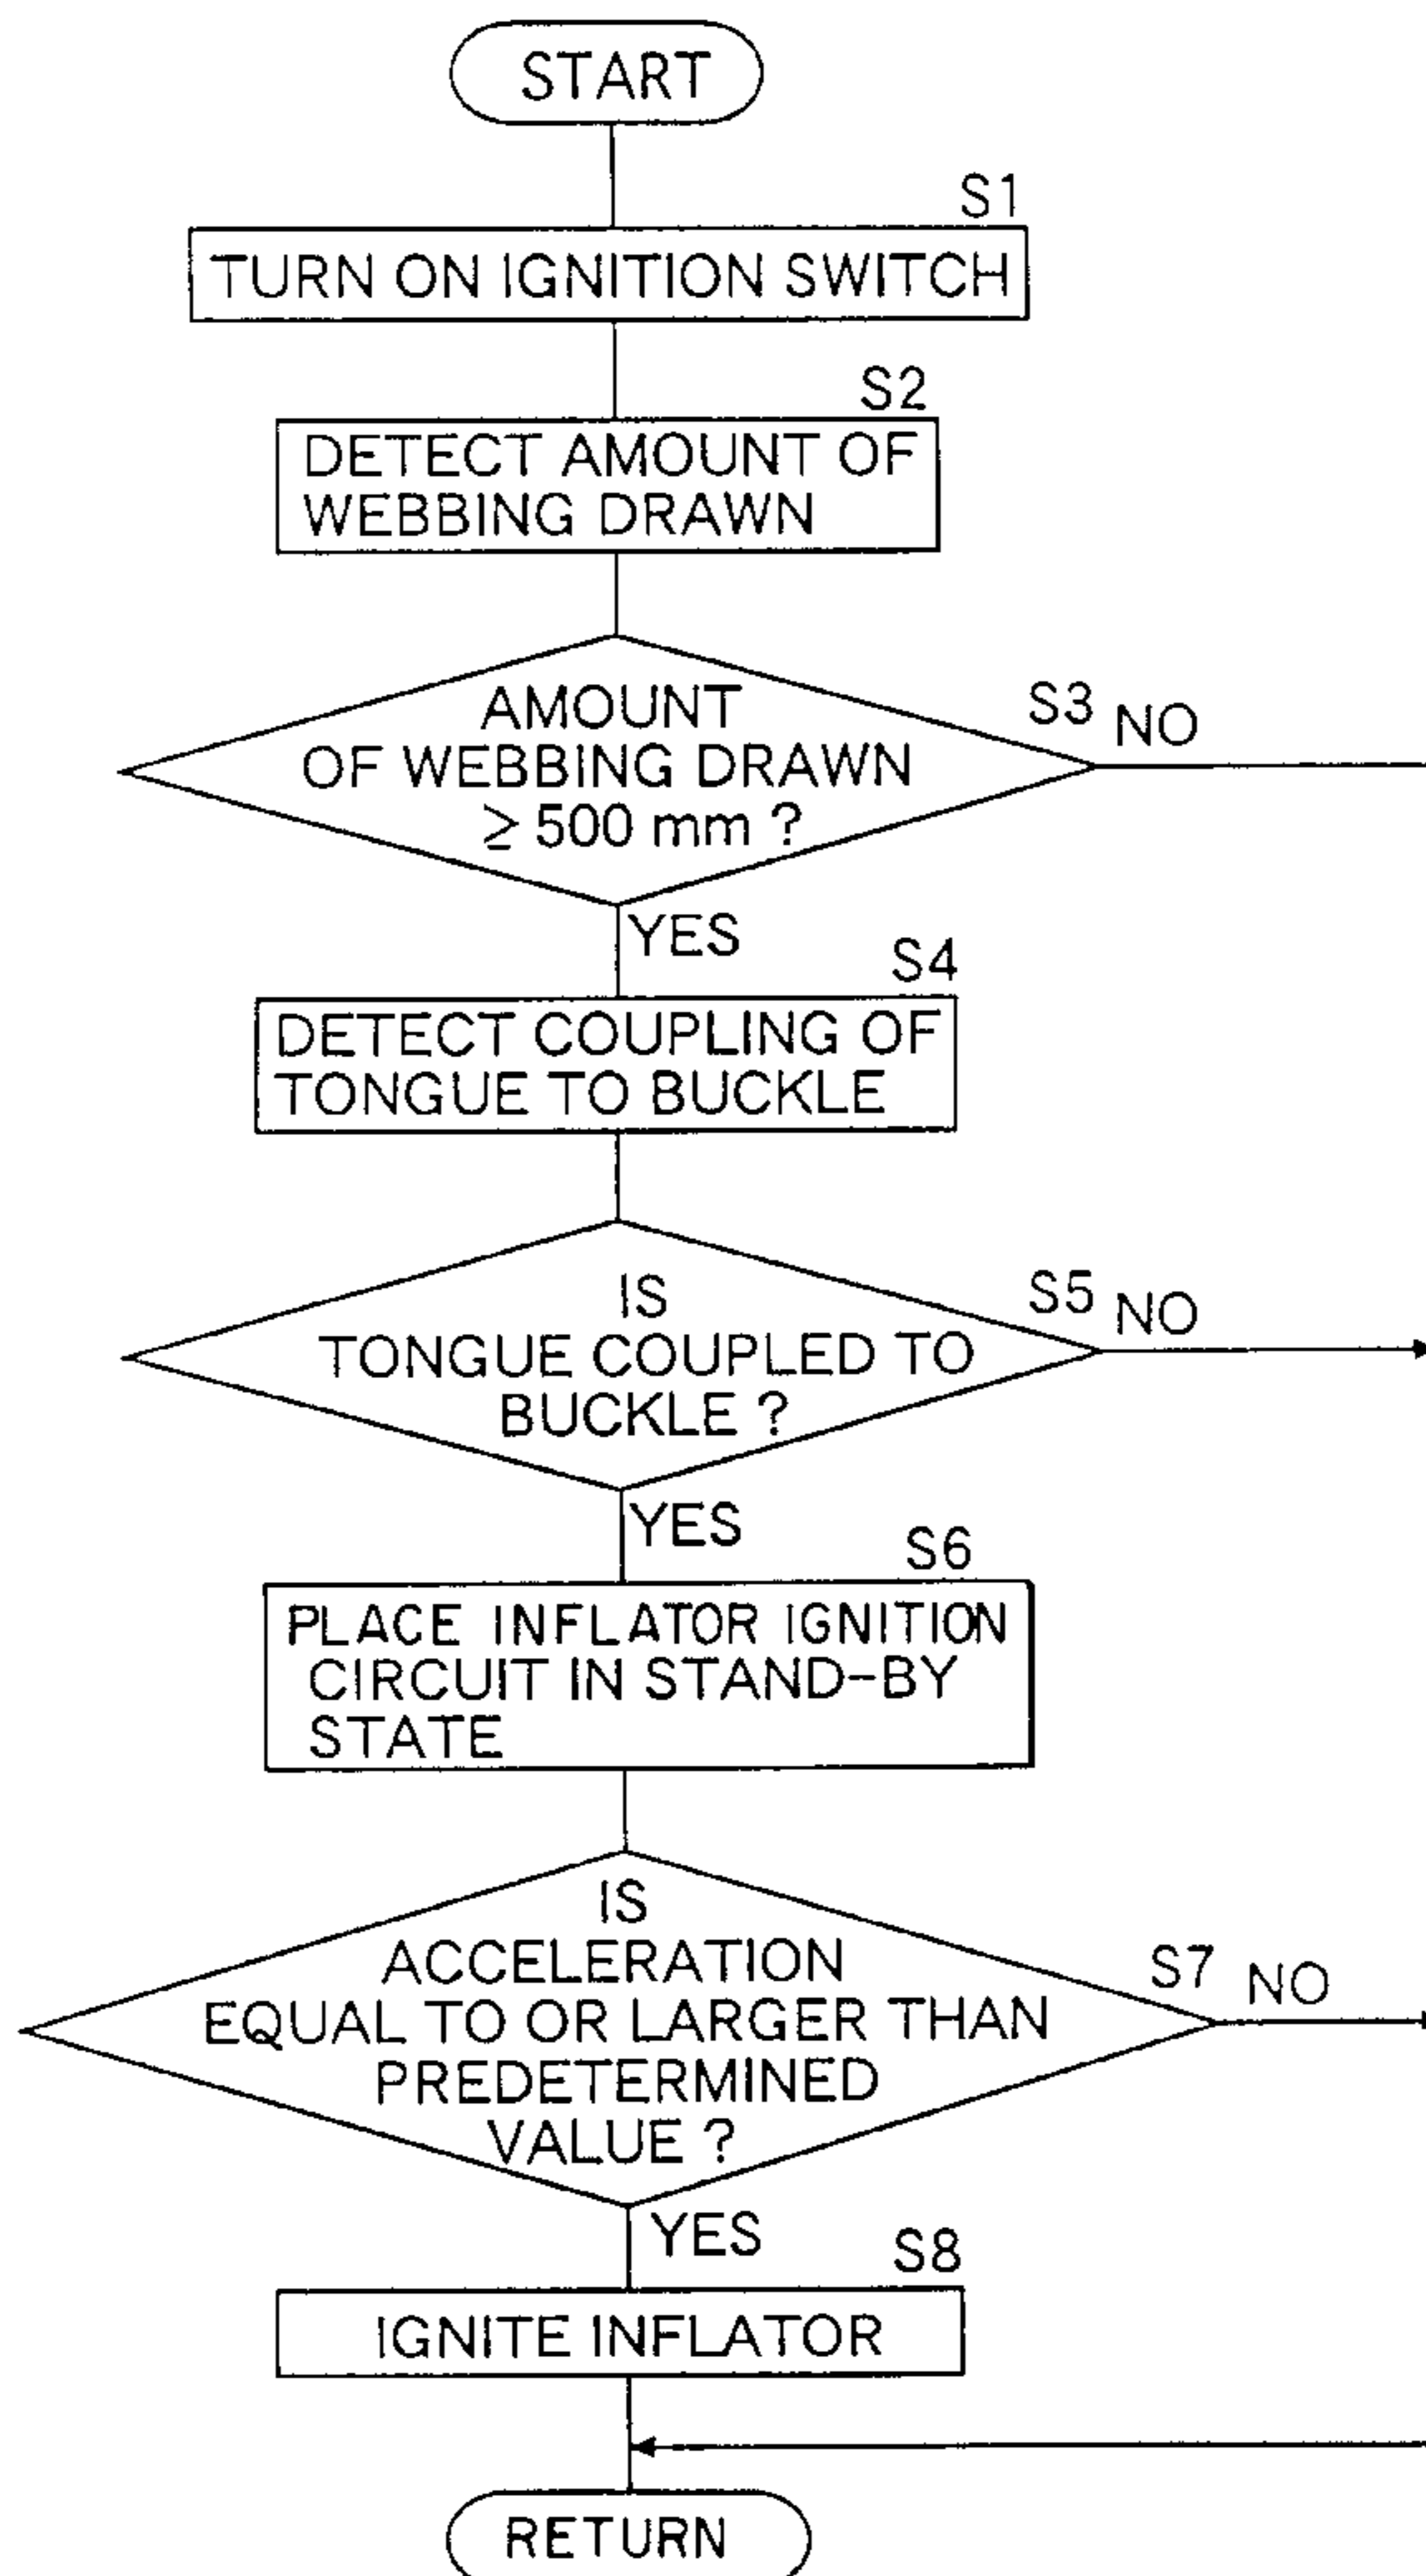 START
S1
TURN ON IGNITION SWITCH
S2
DETECT AMOUNT OF
WEBBING DRAWN
AMOUNT
OF WEBBING DRAWN
≥ 500 mm ?
S3 NO
YES
S4
DETECT COUPLING OF
TONGUE TO BUCKLE
IS
TONGUE COUPLED TO
BUCKLE ?
S5 NO
YES
S6
PLACE INFLATOR IGNITION
CIRCUIT IN STAND-BY
STATE
IS
ACCELERATION
EQUAL TO OR LARGER THAN
PREDETERMINED
VALUE ?
S7 NO
YES
S8
IGNITE INFLATOR
RETURN